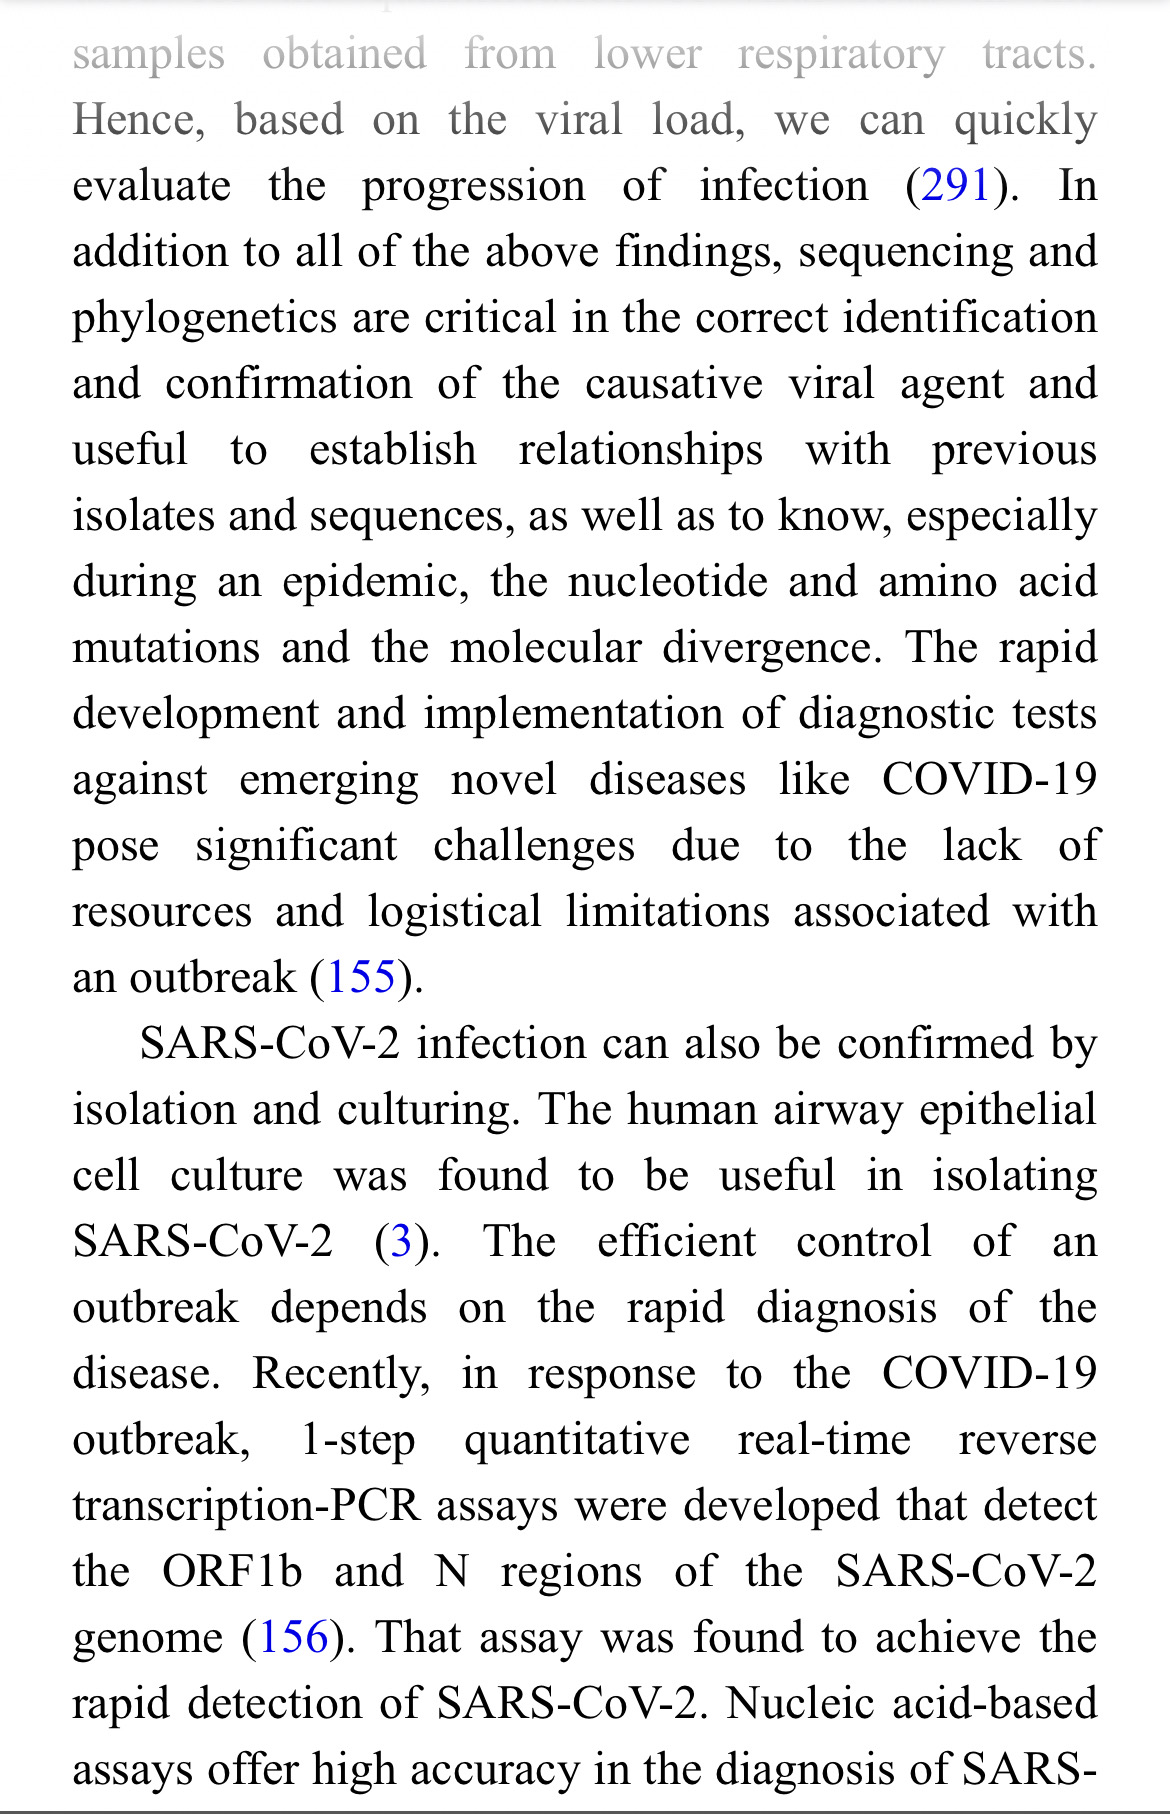 samples obtained from lower respiratory tracts.
Hence, based on the viral load, we can quickly
evaluate the progression of infection (291). In
addition to all of the above findings, sequencing and
phylogenetics are critical in the correct identification
and confirmation of the causative viral agent and
useful to establish relationships with previous
isolates and sequences, as well as to know, especially
during an epidemic, the nucleotide and amino acid
mutations and the molecular divergence. The rapid
development and implementation of diagnostic tests
against emerging novel diseases like COVID-19
pose significant challenges due to the lack of
resources and logistical limitations associated with
an outbreak (155).
SARS-CoV-2 infection can also be confirmed by
isolation and culturing. The human airway epithelial
cell culture was found to be useful in isolating
SARS-CoV-2 (3). The efficient control of an
outbreak depends on the rapid diagnosis of the
disease. Recently, in response to the COVID-19
outbreak, 1-step quantitative real-time reverse
transcription-PCR assays were developed that detect
the ORF1b and N regions of the SARS-CoV-2
genome (156). That assay was found to achieve the
rapid detection of SARS-CoV-2. Nucleic acid-based
assays offer high accuracy in the diagnosis of SARS-